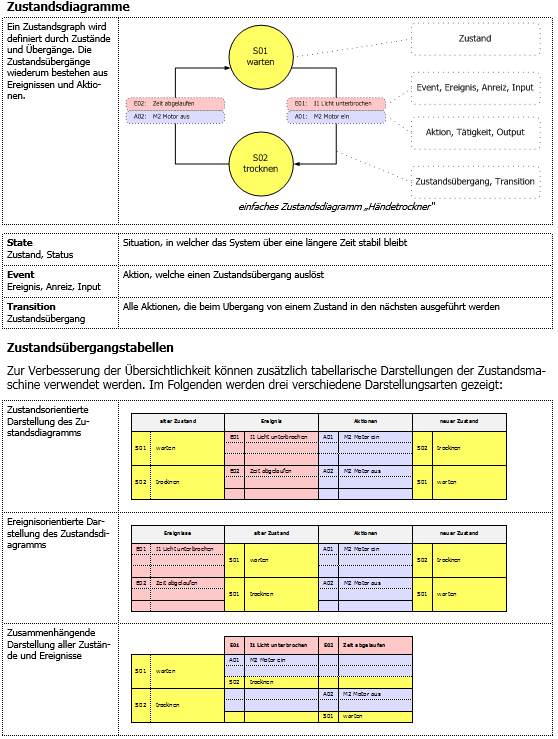 Zustandsdiagramme
Ein Zustandsgraph wird
definiert durch Zustände
und Übergänge. Die
Zustandsübergänge
wiederum bestehen aus
Ereignissen und Aktio-
nen.
S01
warten
Zustand
E02: Zeit abgelaufen
A02: M2 Motor aus
E01: I1 Licht unterbrochen
A01: M2 Motor ein
Event, Ereignis, Anreiz, Input
Aktion, Tätigkeit, Output
S02
trocknen
Zustandsübergang, Transition
einfaches Zustandsdiagramm „Händetrockner"
State
Zustand, Status
Situation, in welcher das System über eine längere Zeit stabil bleibt
Event
Ereignis, Anreiz, Input
Aktion, welche einen Zustandsübergang auslöst
Transition
Zustandsübergang
Alle Aktionen, die beim Übergang von einem Zustand in den nächsten ausgeführt werden
Zustandsübergangstabellen
Zur Verbesserung der Übersichtlichkeit können zusätzlich tabellarische Darstellungen der Zustandsma-
schine verwendet werden. Im Folgenden werden drei verschiedene Darstellungsarten gezeigt:
Zustandsorientierte
Darstellung des Zu-
standsdiagramms
alter Zustand Ereignis Aktionen neuer Zustand
S01 warten E01 I1 Licht unterbrochen A01 M2 Motor ein S02 trocknen
S02 trocknen E02 Zeit abgelaufen A02 M2 Motor aus S01 warten
Ereignisorientierte Dar-
stellung des Zustandsdi-
agramms
Ereignisse alter Zustand Aktionen neuer Zustand
E01 I1 Licht unterbrochen S01 warten A01 M2 Motor ein S02 trocknen
E02 Zeit abgelaufen S02 trocknen A02 M2 Motor aus S01 warten
Zusammenhängende
Darstellung aller Zustän-
de und Ereignisse
E01 I1 Licht unterbrochen E02 Zeit abgelaufen
S01 warten A01 M2 Motor ein
S02 trocknen
S02 trocknen A02 M2 Motor aus
S01 warten